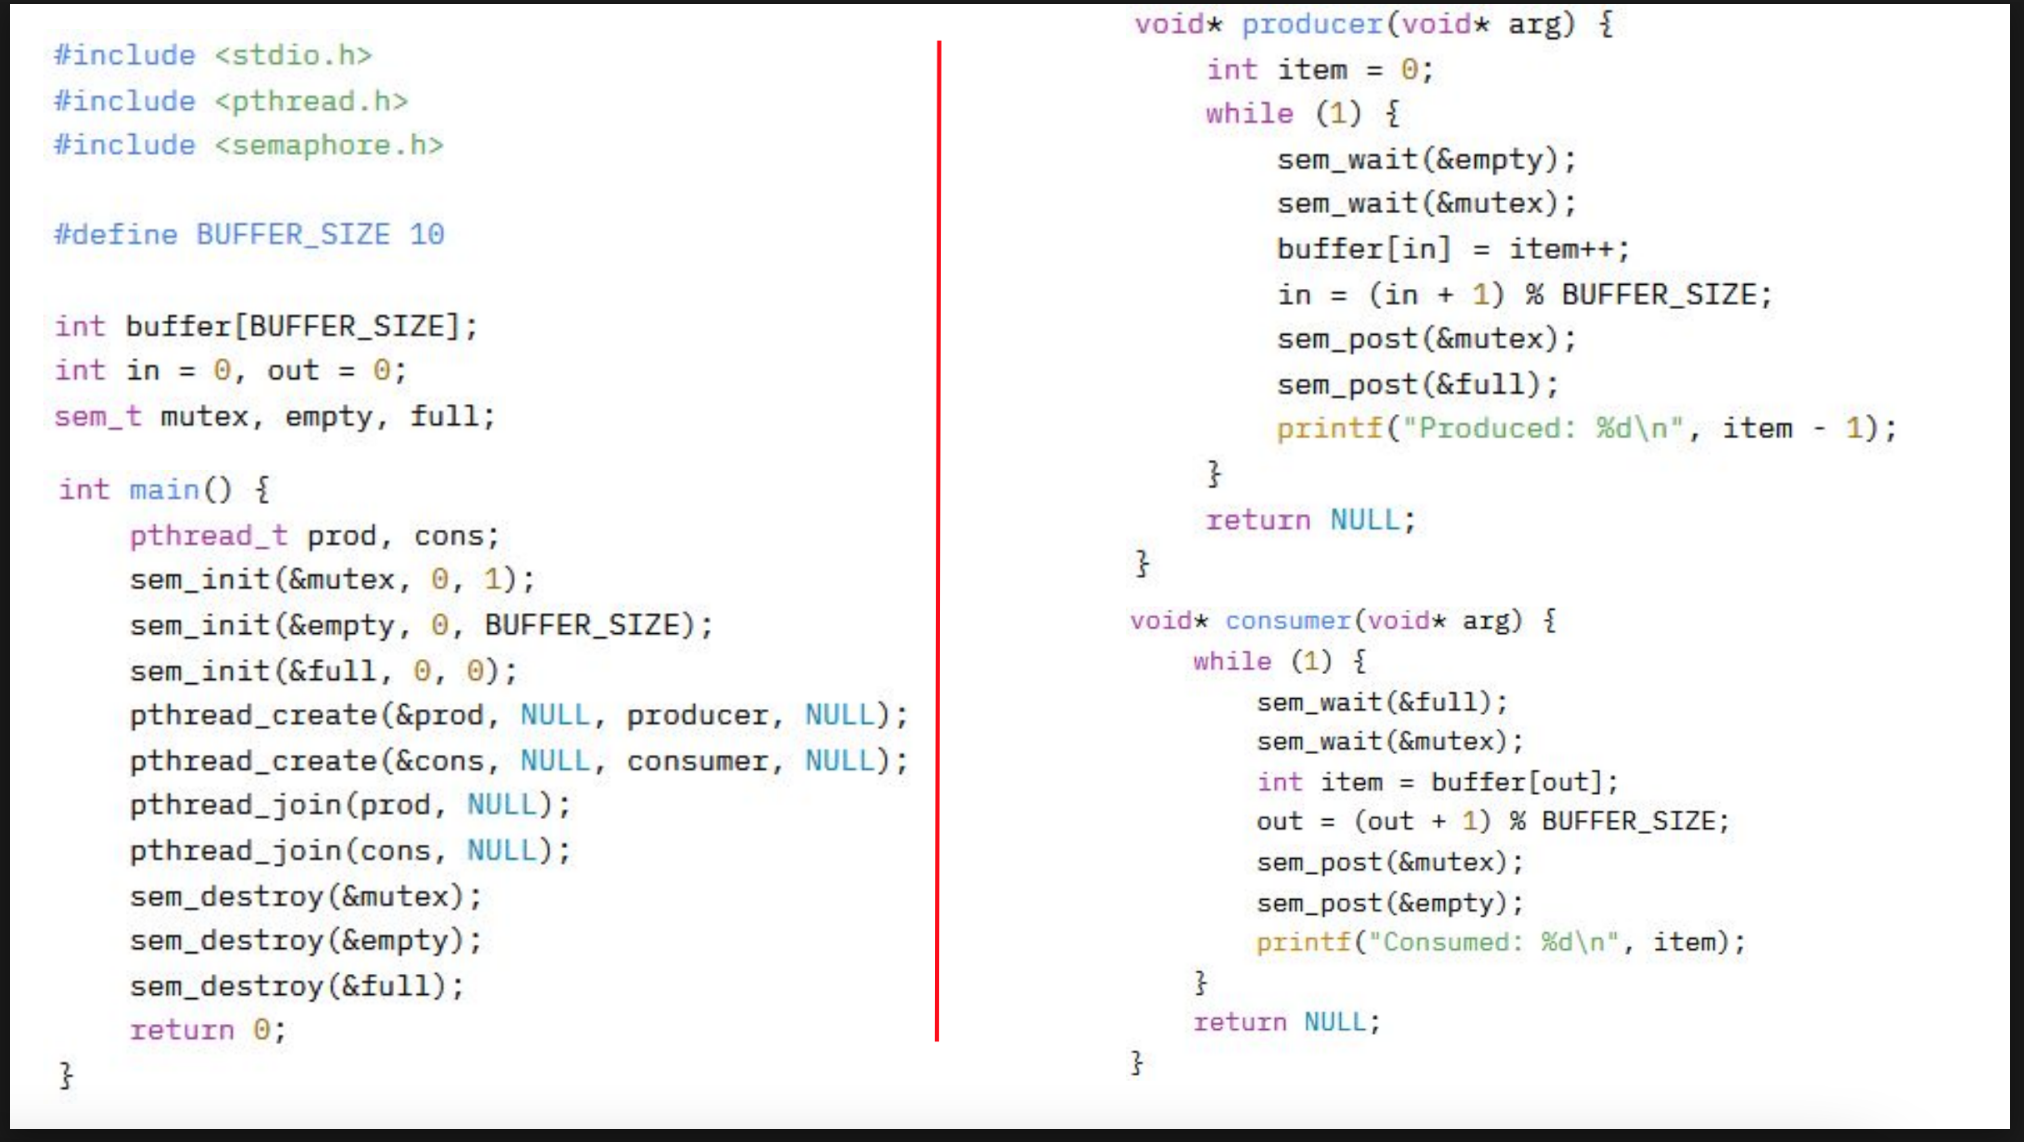 #include <stdio.h>
#include <pthread.h>
#include <semaphore.h>
#define BUFFER_SIZE 10
int buffer[BUFFER_SIZE];
int in = 0, out = 0;
sem_t mutex, empty, full;
int main() {
pthread_t prod, cons;
sem_init(&mutex, 0, 1);
sem_init(&empty, 0, BUFFER_SIZE);
sem_init(&full, 0, 0);
pthread_create(&prod, NULL, producer, NULL);
pthread_create(&cons, NULL, consumer, NULL);
pthread_join(prod, NULL);
pthread_join(cons, NULL);
sem_destroy(&mutex);
sem_destroy(&empty);
sem_destroy(&full);
return 0;
}
void* producer(void* arg) {
int item = 0;
while (1) {
sem_wait(&empty);
sem_wait(&mutex);
buffer[in] = item++;
in = (in + 1) % BUFFER_SIZE;
sem_post(&mutex);
sem_post(&full);
printf("Produced: %d\n", item - 1);
}
return NULL;
}
void* consumer(void* arg) {
while (1) {
sem_wait(&full);
sem_wait(&mutex);
int item = buffer[out];
out = (out + 1) % BUFFER_SIZE;
sem_post(&mutex);
sem_post(&empty);
printf("Consumed: %d\n", item);
}
return NULL;
}